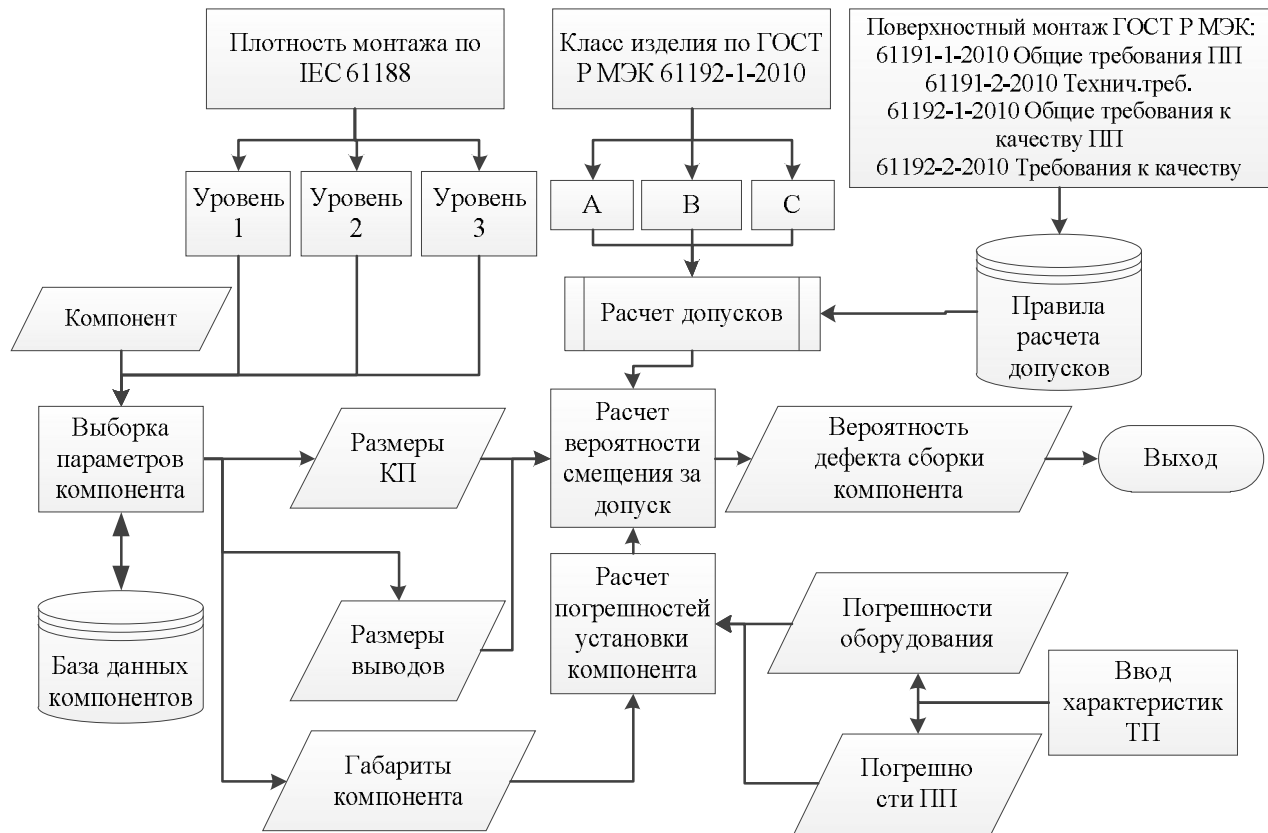 Плотность монтажа по
IEC 61188
Класс изделия по ГОСТ
Р МЭК 61192-1-2010
Поверхностный монтаж ГОСТ Р МЭК:
61191-1-2010 Общие требования ПП
61191-2-2010 Технич.треб.
61192-1-2010 Общие требования к
качеству ПП
61192-2-2010 Требования к качеству
Уровень
1
Уровень
2
Уровень
3
A
B
C
Компонент
Расчет допусков
Правила
расчета
допусков
Выборка
параметров
компонента
Размеры
КП
Расчет
вероятности
смещения за
допуск
Вероятность
дефекта сборки
компонента
Выход
База данных
компонентов
Размеры
выводов
Расчет
погрешностей
установки
компонента
Погрешности
оборудования
Ввод
характеристик
ТП
Габариты
компонента
Погрешно
сти ПП